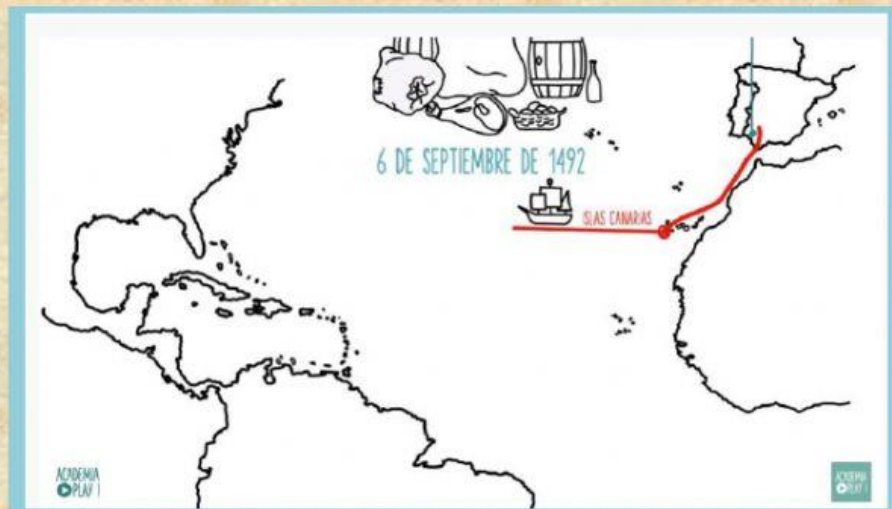 6 DE SEPTIEMBRE DE 1492
ISLAS CANARIAS
ACADEMIA
PLAY!
ACADEMIA
PLAY!